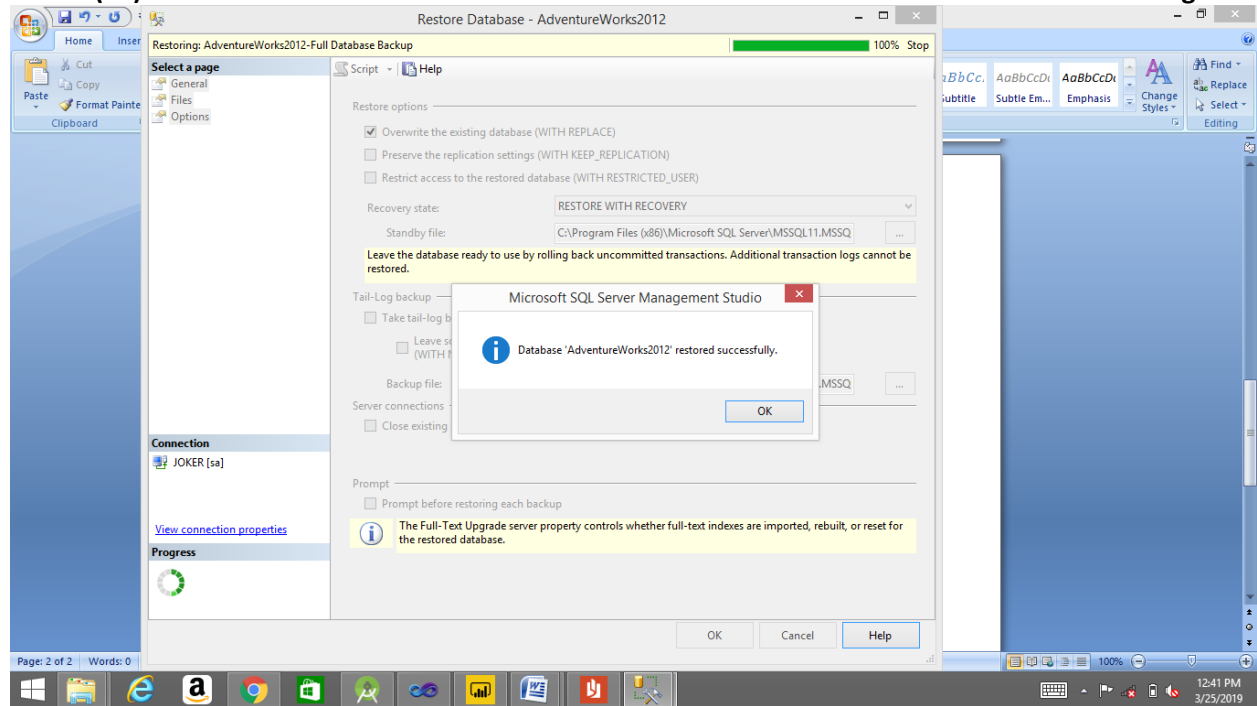 Restore Database - AdventureWorks2012
Home Inser
Restoring: AdventureWorks2012-Full Database Backup 100% Stop
Cut
Copy
Paste
Format Painte
Clipboard
Select a page
General
Files
Options
Script Help
Restore options
Overwrite the existing database (WITH REPLACE)
Preserve the replication settings (WITH KEEP_REPLICATION)
Restrict access to the restored database (WITH RESTRICTED_USER)
Recovery state: RESTORE WITH RECOVERY
Standby file: C:\Program Files (x86)\Microsoft SQL Server\MSSQL11.MSSQ ...
Leave the database ready to use by rolling back uncommitted transactions. Additional transaction logs cannot be
restored.
Tail-Log backup
Take tail-log b
Leave s
(WITH
Backup file: .MSSQ ...
Server connections
Close existing
Microsoft SQL Server Management Studio
Database 'AdventureWorks2012' restored successfully.
OK
Connection
JOKER [sa]
View connection properties
Progress
Prompt
Prompt before restoring each backup
The Full-Text Upgrade server property controls whether full-text indexes are imported, rebuilt, or reset for
the restored database.
OK Cancel Help
BbCc. AaBbCcDı AaBbCcDı
Subtitle Subtle Em... Emphasis
Change
Styles
Find
Replace
Select
Editing
Page: 2 of 2 Words: 0
100%
12:41 PM
3/25/2019